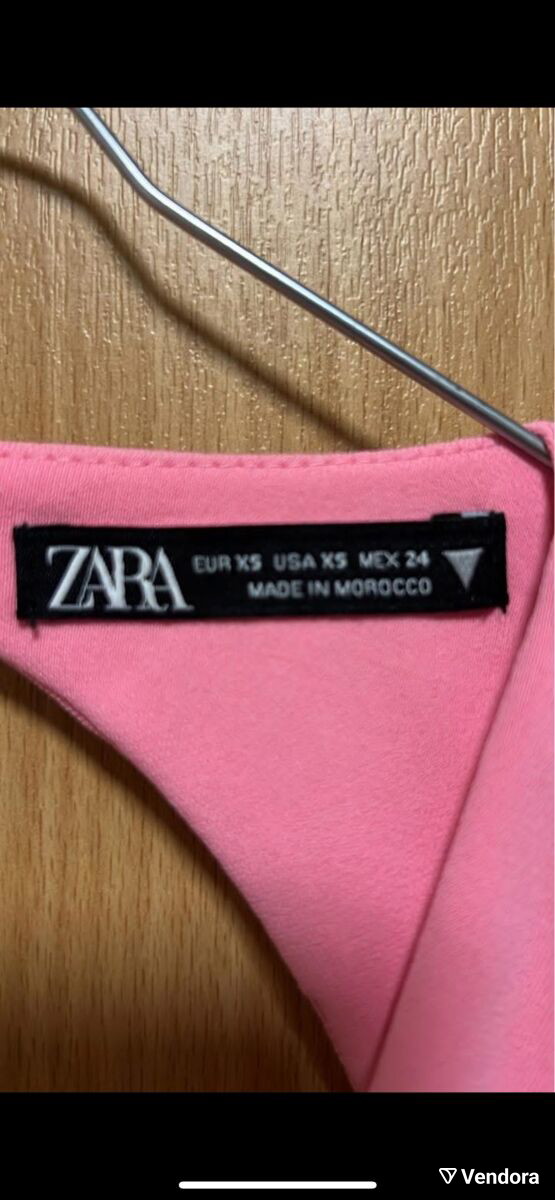 ZARA
EUR XS USA XS MEX 24
MADE IN MOROCCO
Vendora